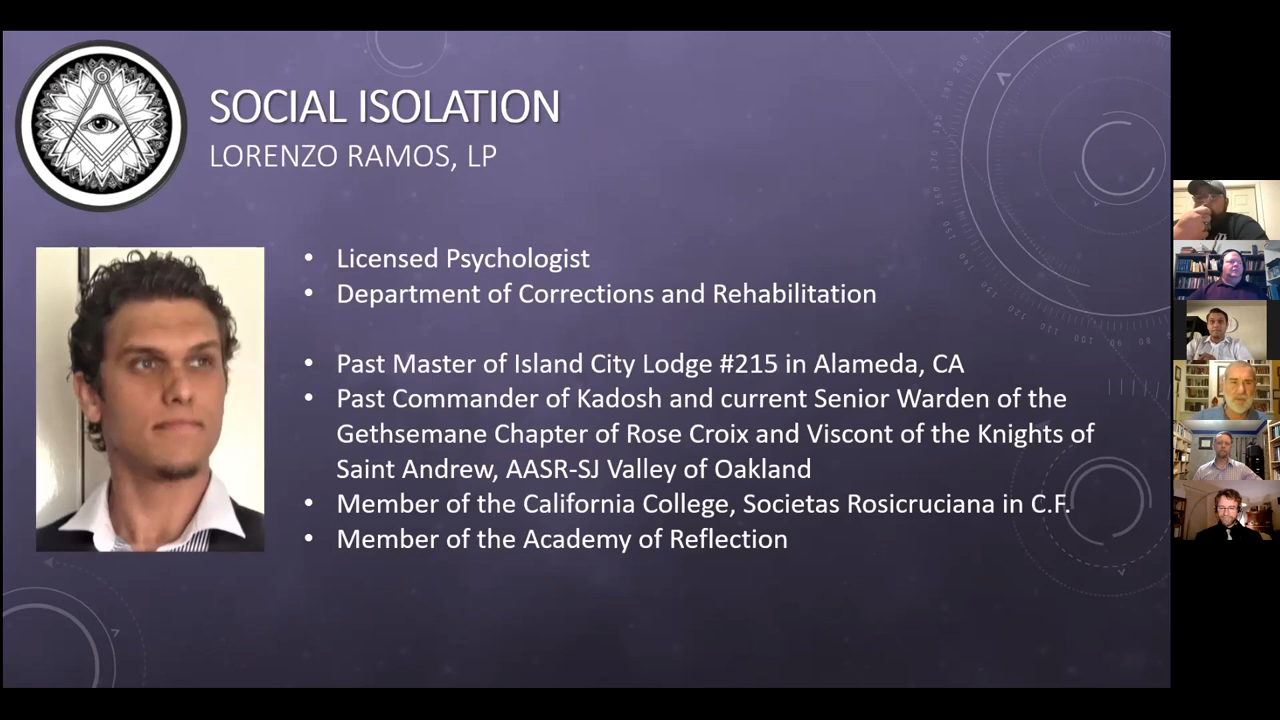 SOCIAL ISOLATION
LORENZO RAMOS, LP
• Licensed Psychologist
• Department of Corrections and Rehabilitation
• Past Master of Island City Lodge #215 in Alameda, CA
• Past Commander of Kadosh and current Senior Warden of the
Gethsemane Chapter of Rose Croix and Viscont of the Knights of
Saint Andrew, AASR-SJ Valley of Oakland
• Member of the California College, Societas Rosicruciana in C.F.
• Member of the Academy of Reflection